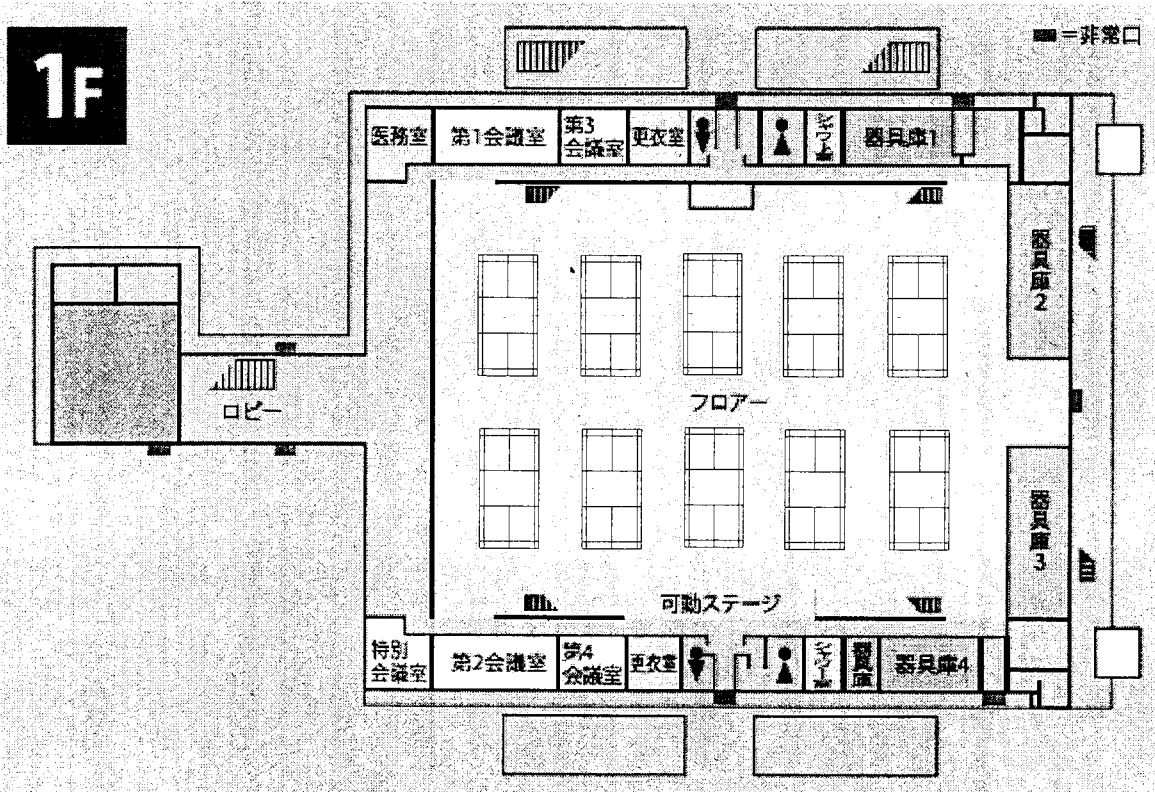 1F
=非常口
医務室
第1会議室
第3
会議室
更衣室
シャワー室
器具庫1
器具庫2
ロビー
フロアー
器具庫3
可動ステージ
特別
会議室
第2会議室
第4
会議室
更衣室
シャワー室
器具庫
器具庫4